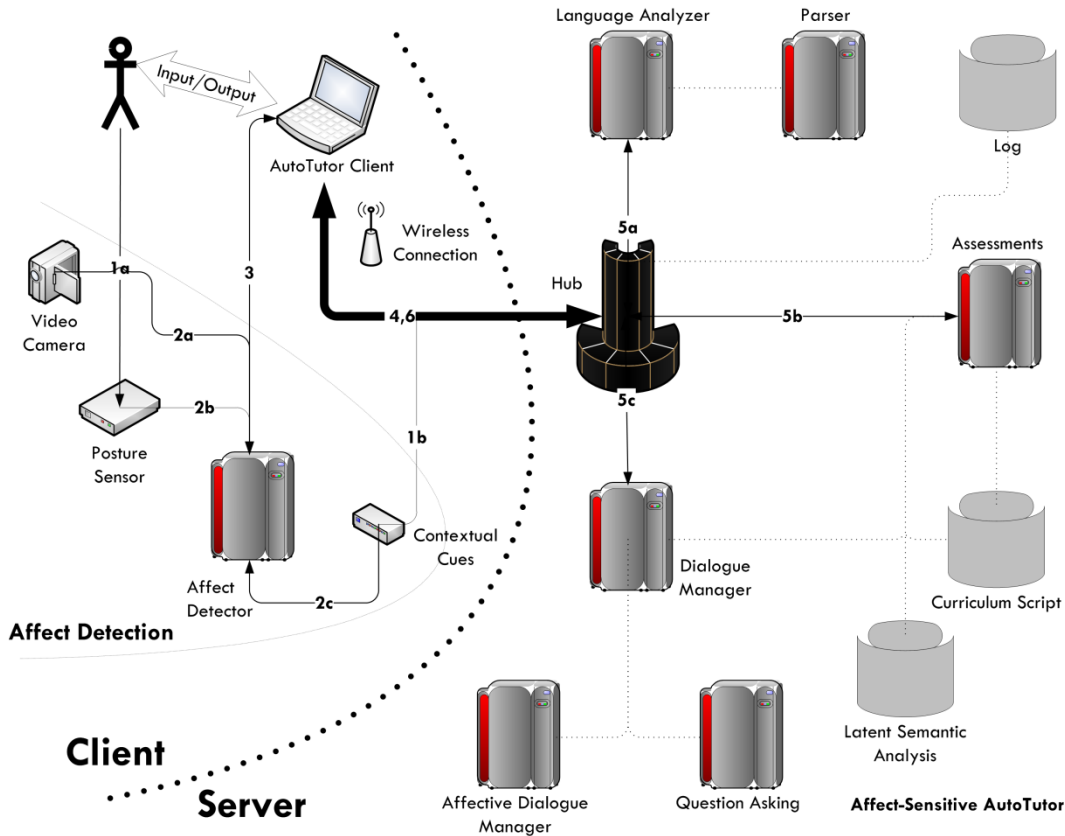 Language Analyzer
Parser
Input/Output
AutoTutor Client
Log
Wireless
Connection
5a
Assessments
1a
3
Hub
Video
Camera
2a
4,6
5b
2b
5c
1b
Posture
Sensor
Contextual
Cues
Dialogue
Manager
Affect
Detector
2c
Curriculum Script
Affect Detection
Latent Semantic
Analysis
Client
Server
Affective Dialogue
Manager
Question Asking
Affect-Sensitive AutoTutor